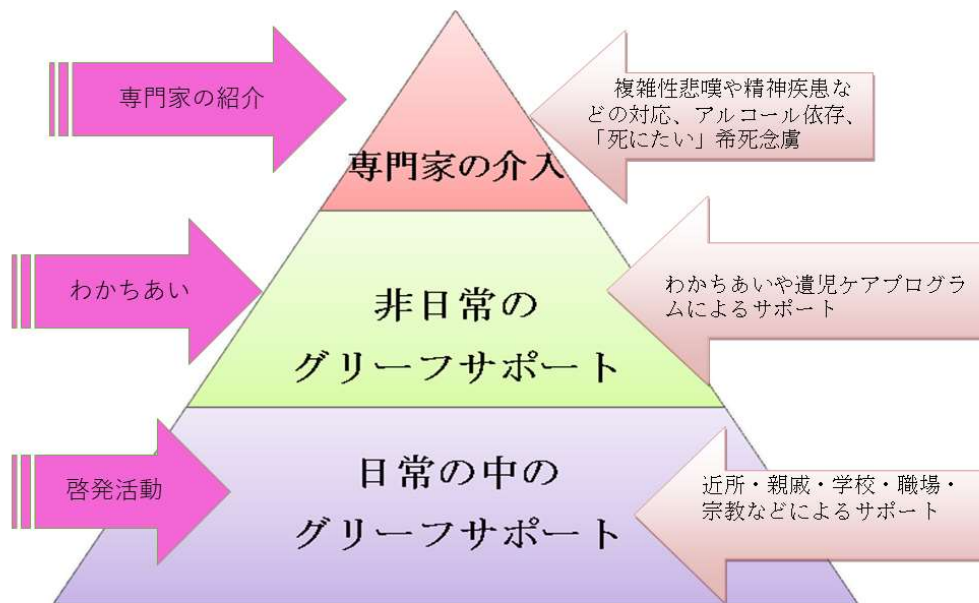 専門家の紹介
専門家の介入
複雑性悲嘆や精神疾患な
どの対応、アルコール依存、
「死にたい」希死念慮
わかちあい
非日常の
グリーフサポート
わかちあいや遺児ケアプログラ
ムによるサポート
啓発活動
日常の中の
グリーフサポート
近所・親戚・学校・職場・
宗教などによるサポート